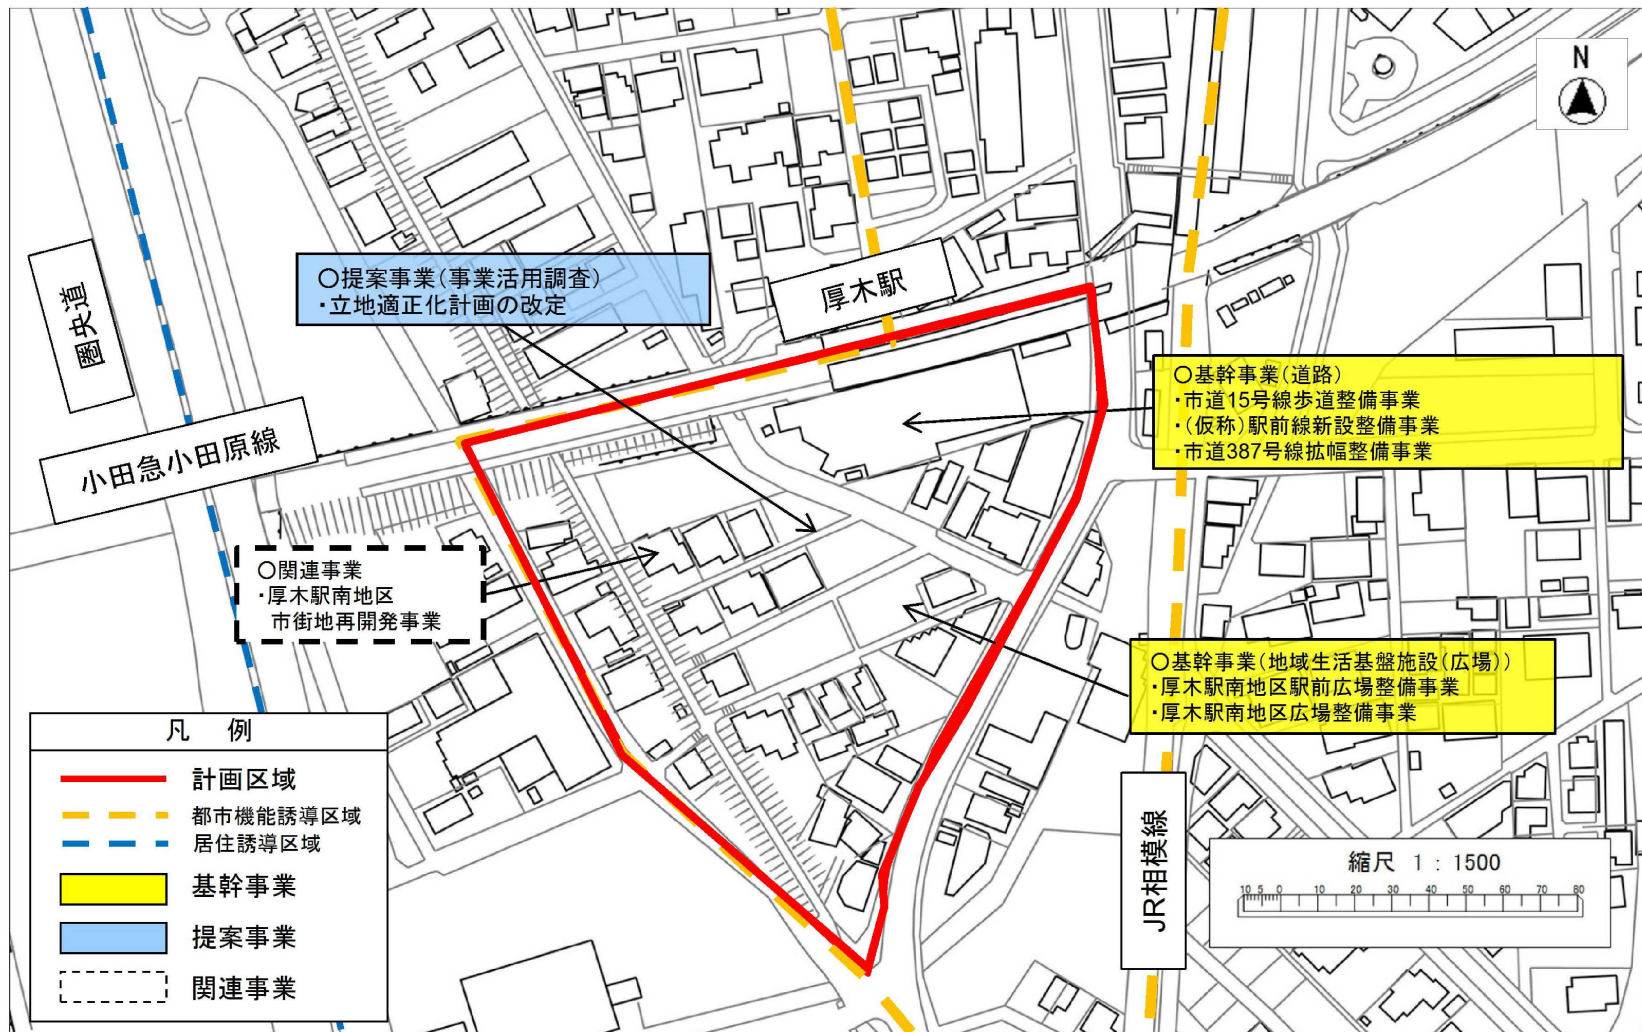 N
○提案事業(事業活用調査)
・立地適正化計画の改定
厚木駅
圏央道
小田急小田原線
○基幹事業(道路)
・市道15号線歩道整備事業
・(仮称)駅前線新設整備事業
・市道387号線拡幅整備事業
○関連事業
・厚木駅南地区
市街地再開発事業
○基幹事業(地域生活基盤施設(広場))
・厚木駅南地区駅前広場整備事業
・厚木駅南地区広場整備事業
凡 例
計画区域
都市機能誘導区域
居住誘導区域
基幹事業
提案事業
関連事業
JR相模線
縮尺 1 : 1500
10 5 0 10 20 30 40 50 60 70 80